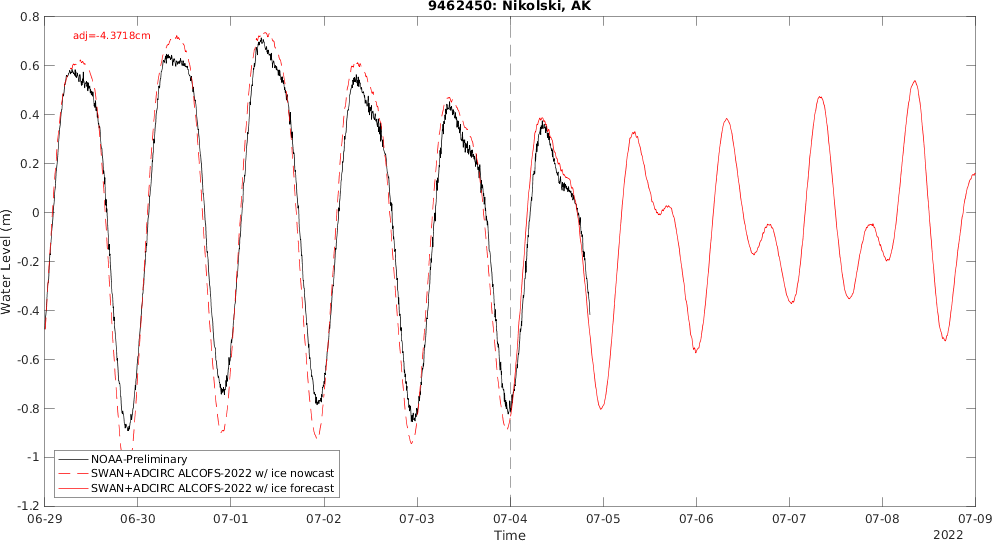 9462450: Nikolski, AK
adj=-4.3718cm
0.8
0.6
0.4
0.2
0
-0.2
-0.4
-0.6
-0.8
-1
-1.2
Water Level (m)
NOAA-Preliminary
SWAN+ADCIRC ALCOFS-2022 w/ ice nowcast
SWAN+ADCIRC ALCOFS-2022 w/ ice forecast
06-29 06-30 07-01 07-02 07-03 07-04 07-05 07-06 07-07 07-08 07-09
Time
2022